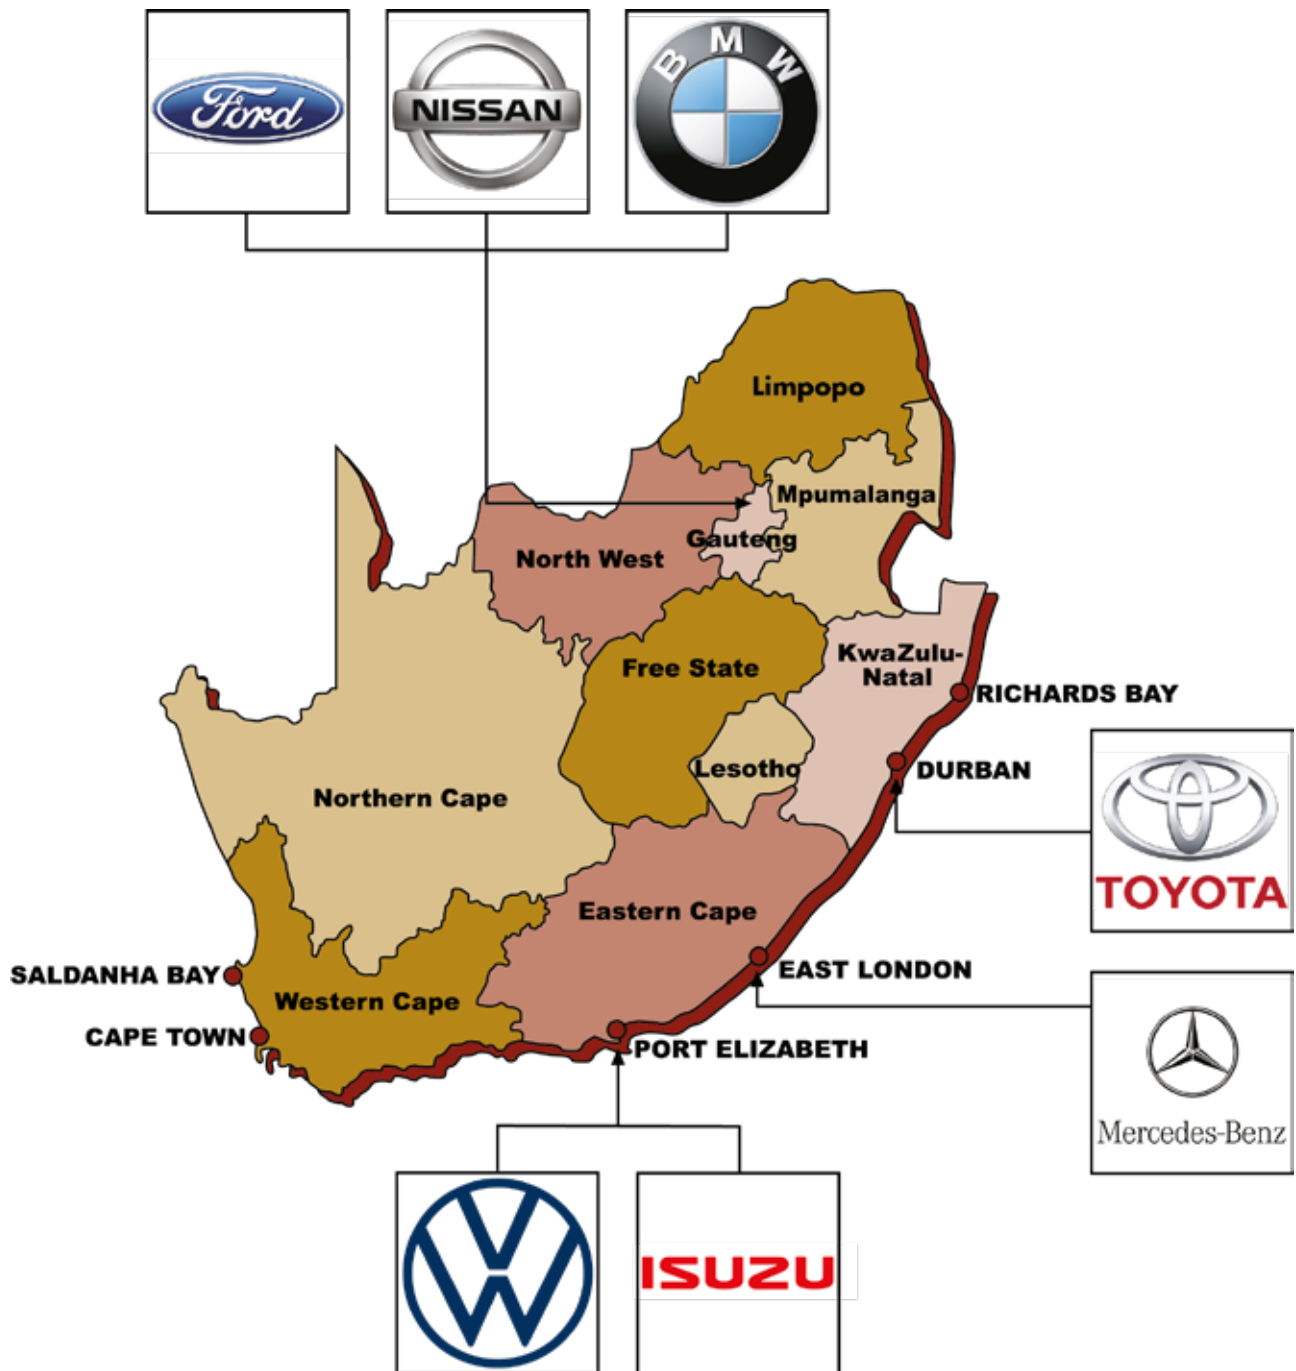 Ford
NISSAN
BMW
Limpopo
Mpumalanga
Gauteng
North West
KwaZulu-
Natal
Free State
RICHARDS BAY
Lesotho
DURBAN
Northern Cape
TOYOTA
Eastern Cape
SALDANHA BAY
EAST LONDON
Western Cape
CAPE TOWN
PORT ELIZABETH
Mercedes-Benz
ISUZU